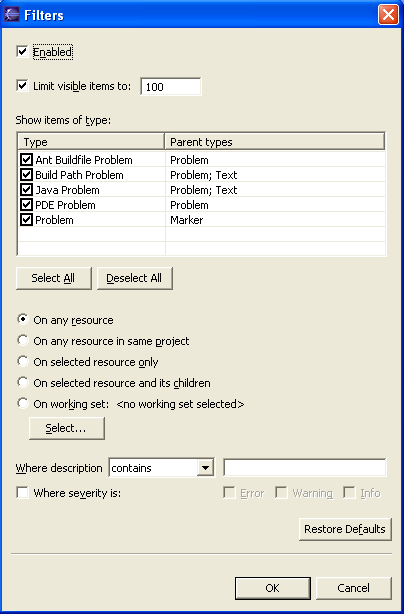 Filters
Enabled
Limit visible items to: 100
Show items of type:
Type Parent types
Ant Buildfile Problem Problem
Build Path Problem Problem; Text
Java Problem Problem; Text
PDE Problem Problem
Problem Marker
Select All Deselect All
On any resource
On any resource in same project
On selected resource only
On selected resource and its children
On working set: <no working set selected>
Select...
Where description contains
Where severity is: Error Warning Info
Restore Defaults
OK Cancel